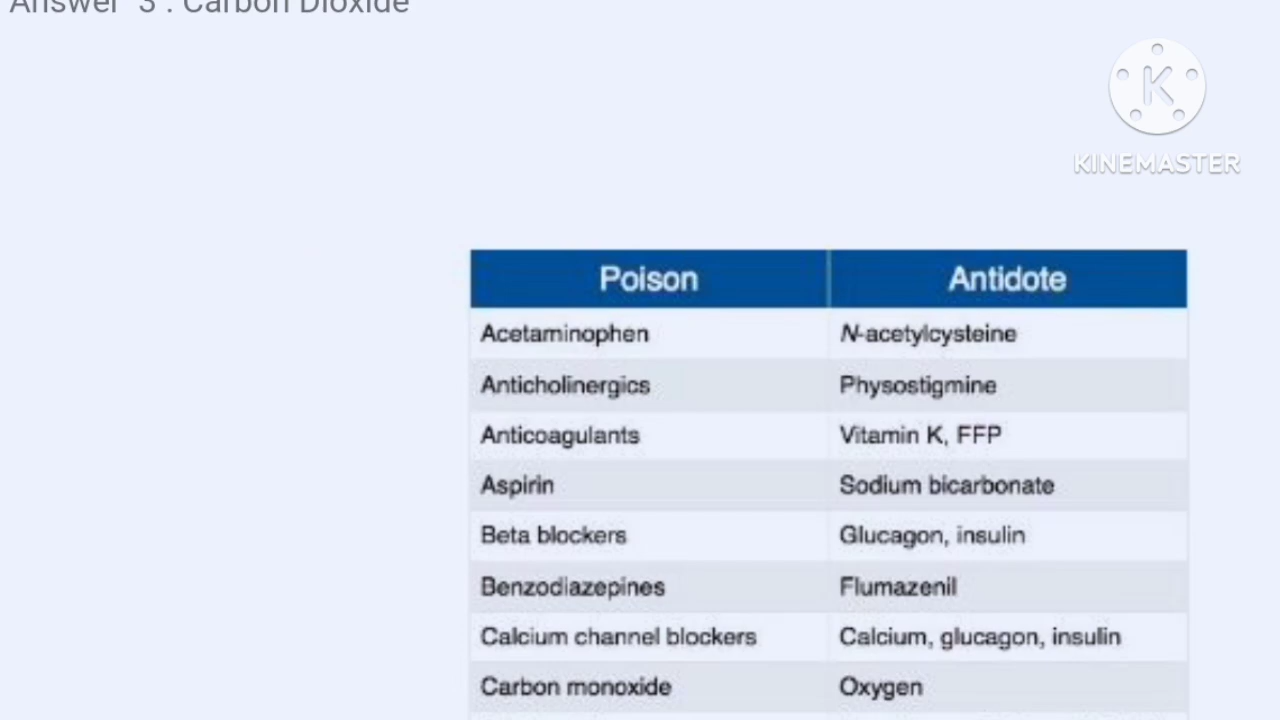 Answer 3 : Carbon Dioxide
K
KINEMASTER
Poison Antidote
Acetaminophen N-acetylcysteine
Anticholinergics Physostigmine
Anticoagulants Vitamin K, FFP
Aspirin Sodium bicarbonate
Beta blockers Glucagon, insulin
Benzodiazepines Flumazenil
Calcium channel blockers Calcium, glucagon, insulin
Carbon monoxide Oxygen